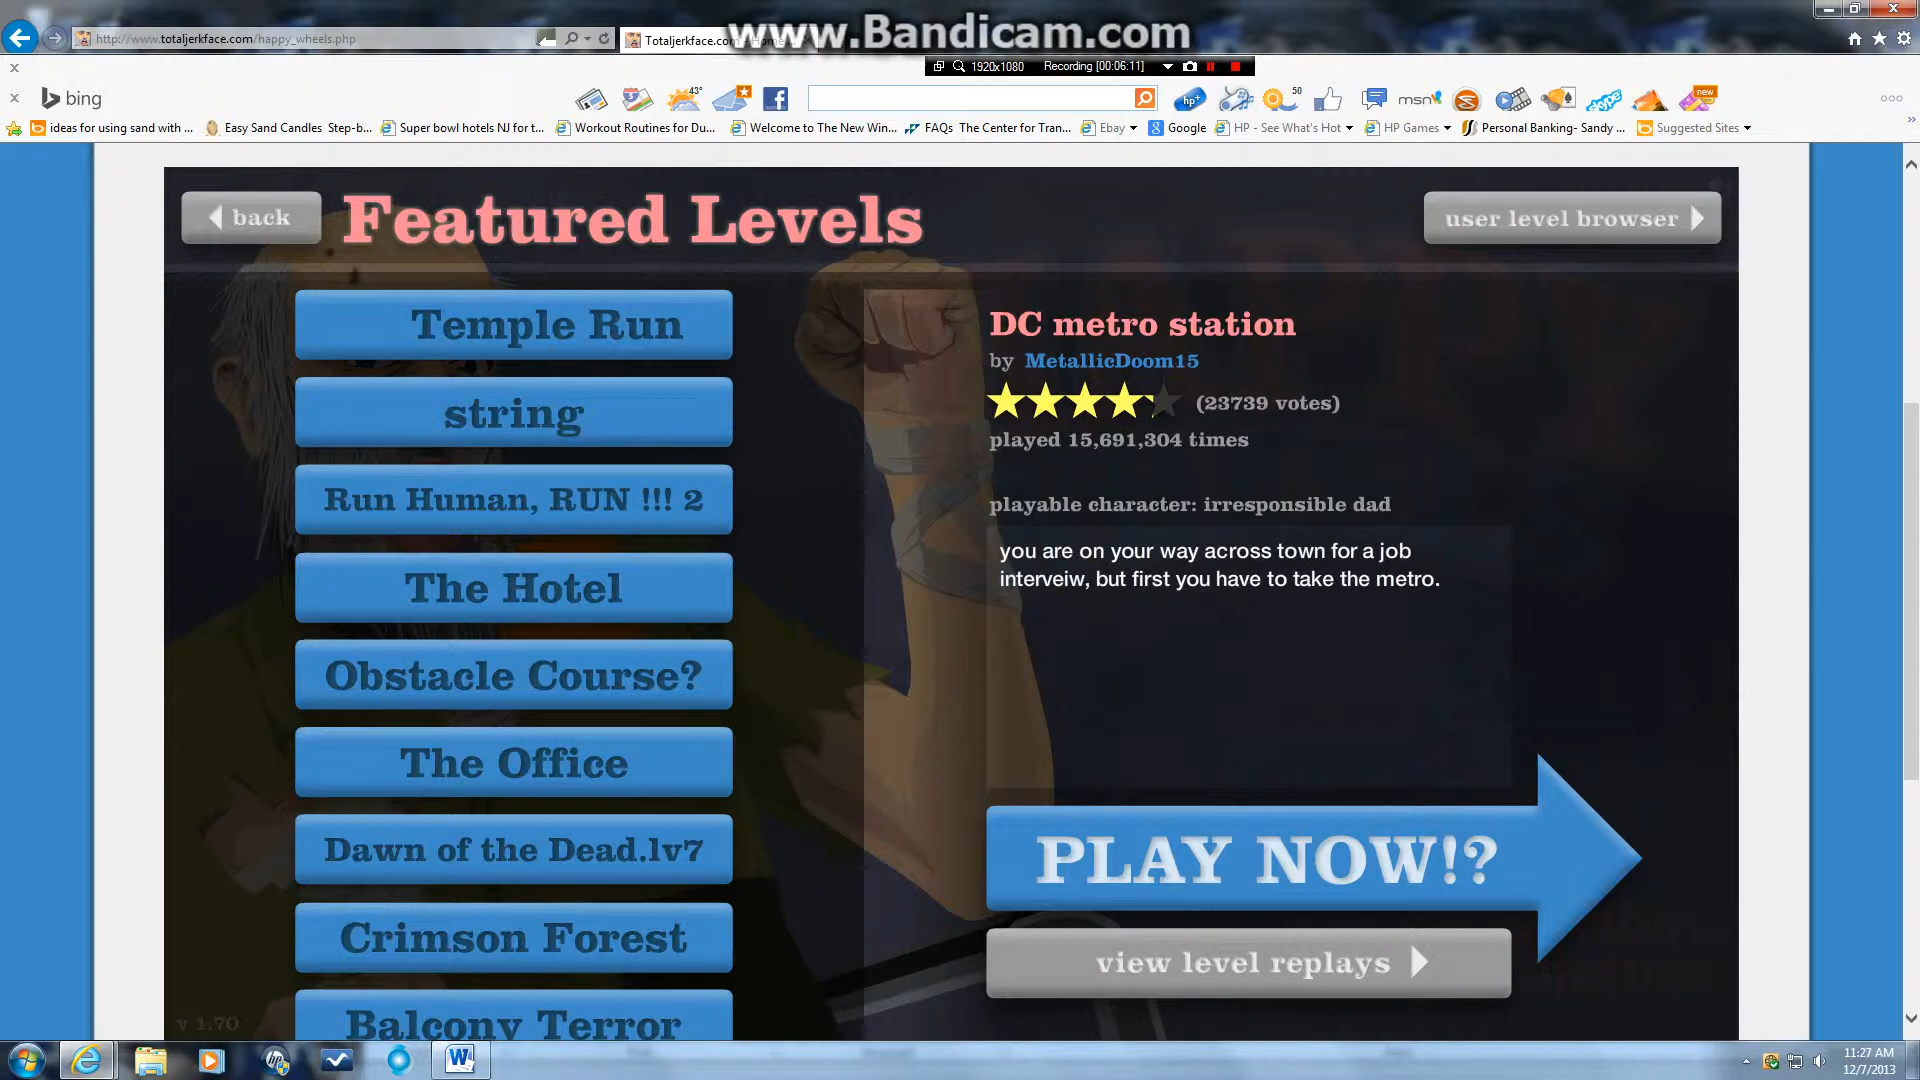 www.Bandicam.com
http://www.totaljerkface.com/happy_wheels.php
1920x1080 Recording [00:06:11]
bing 43° hp+ 50 msn skype new
ideas for using sand with ... Easy Sand Candles Step-b... Super bowl hotels NJ for t... Workout Routines for Du... Welcome to The New Win... FAQs The Center for Tran... Ebay Google HP - See What's Hot HP Games Personal Banking- Sandy ... Suggested Sites
back Featured Levels user level browser
Temple Run
string
Run Human, RUN !!! 2
The Hotel
Obstacle Course?
The Office
Dawn of the Dead.lv7
Crimson Forest
Balcony Terror
DC metro station
by MetallicDoom15
(23739 votes)
played 15,691,304 times
playable character: irresponsible dad
you are on your way across town for a job
interveiw, but first you have to take the metro.
PLAY NOW!?
view level replays
v 1.70
11:27 AM
12/7/2013